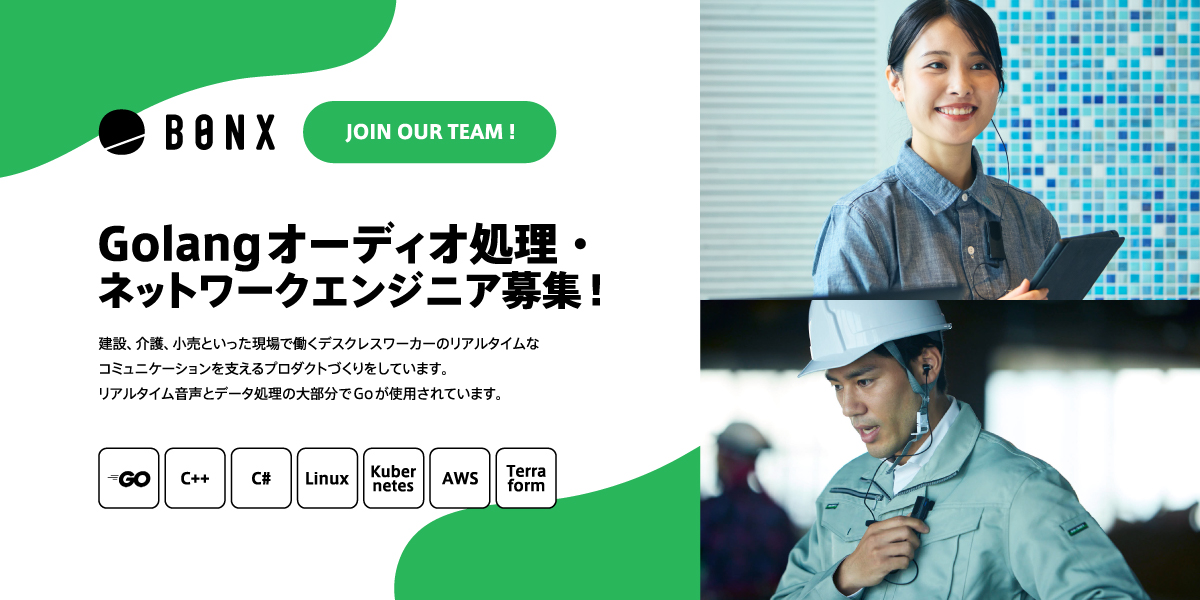 BONX
JOIN OUR TEAM !
Golangオーディオ処理・
ネットワークエンジニア募集！
建設、介護、小売といった現場で働くデスクレスワーカーのリアルタイムな
コミュニケーションを支えるプロダクトづくりをしています。
リアルタイム音声とデータ処理の大部分でGoが使用されています。
GO
C++
C#
Linux
Kuber
netes
AWS
Terra
form